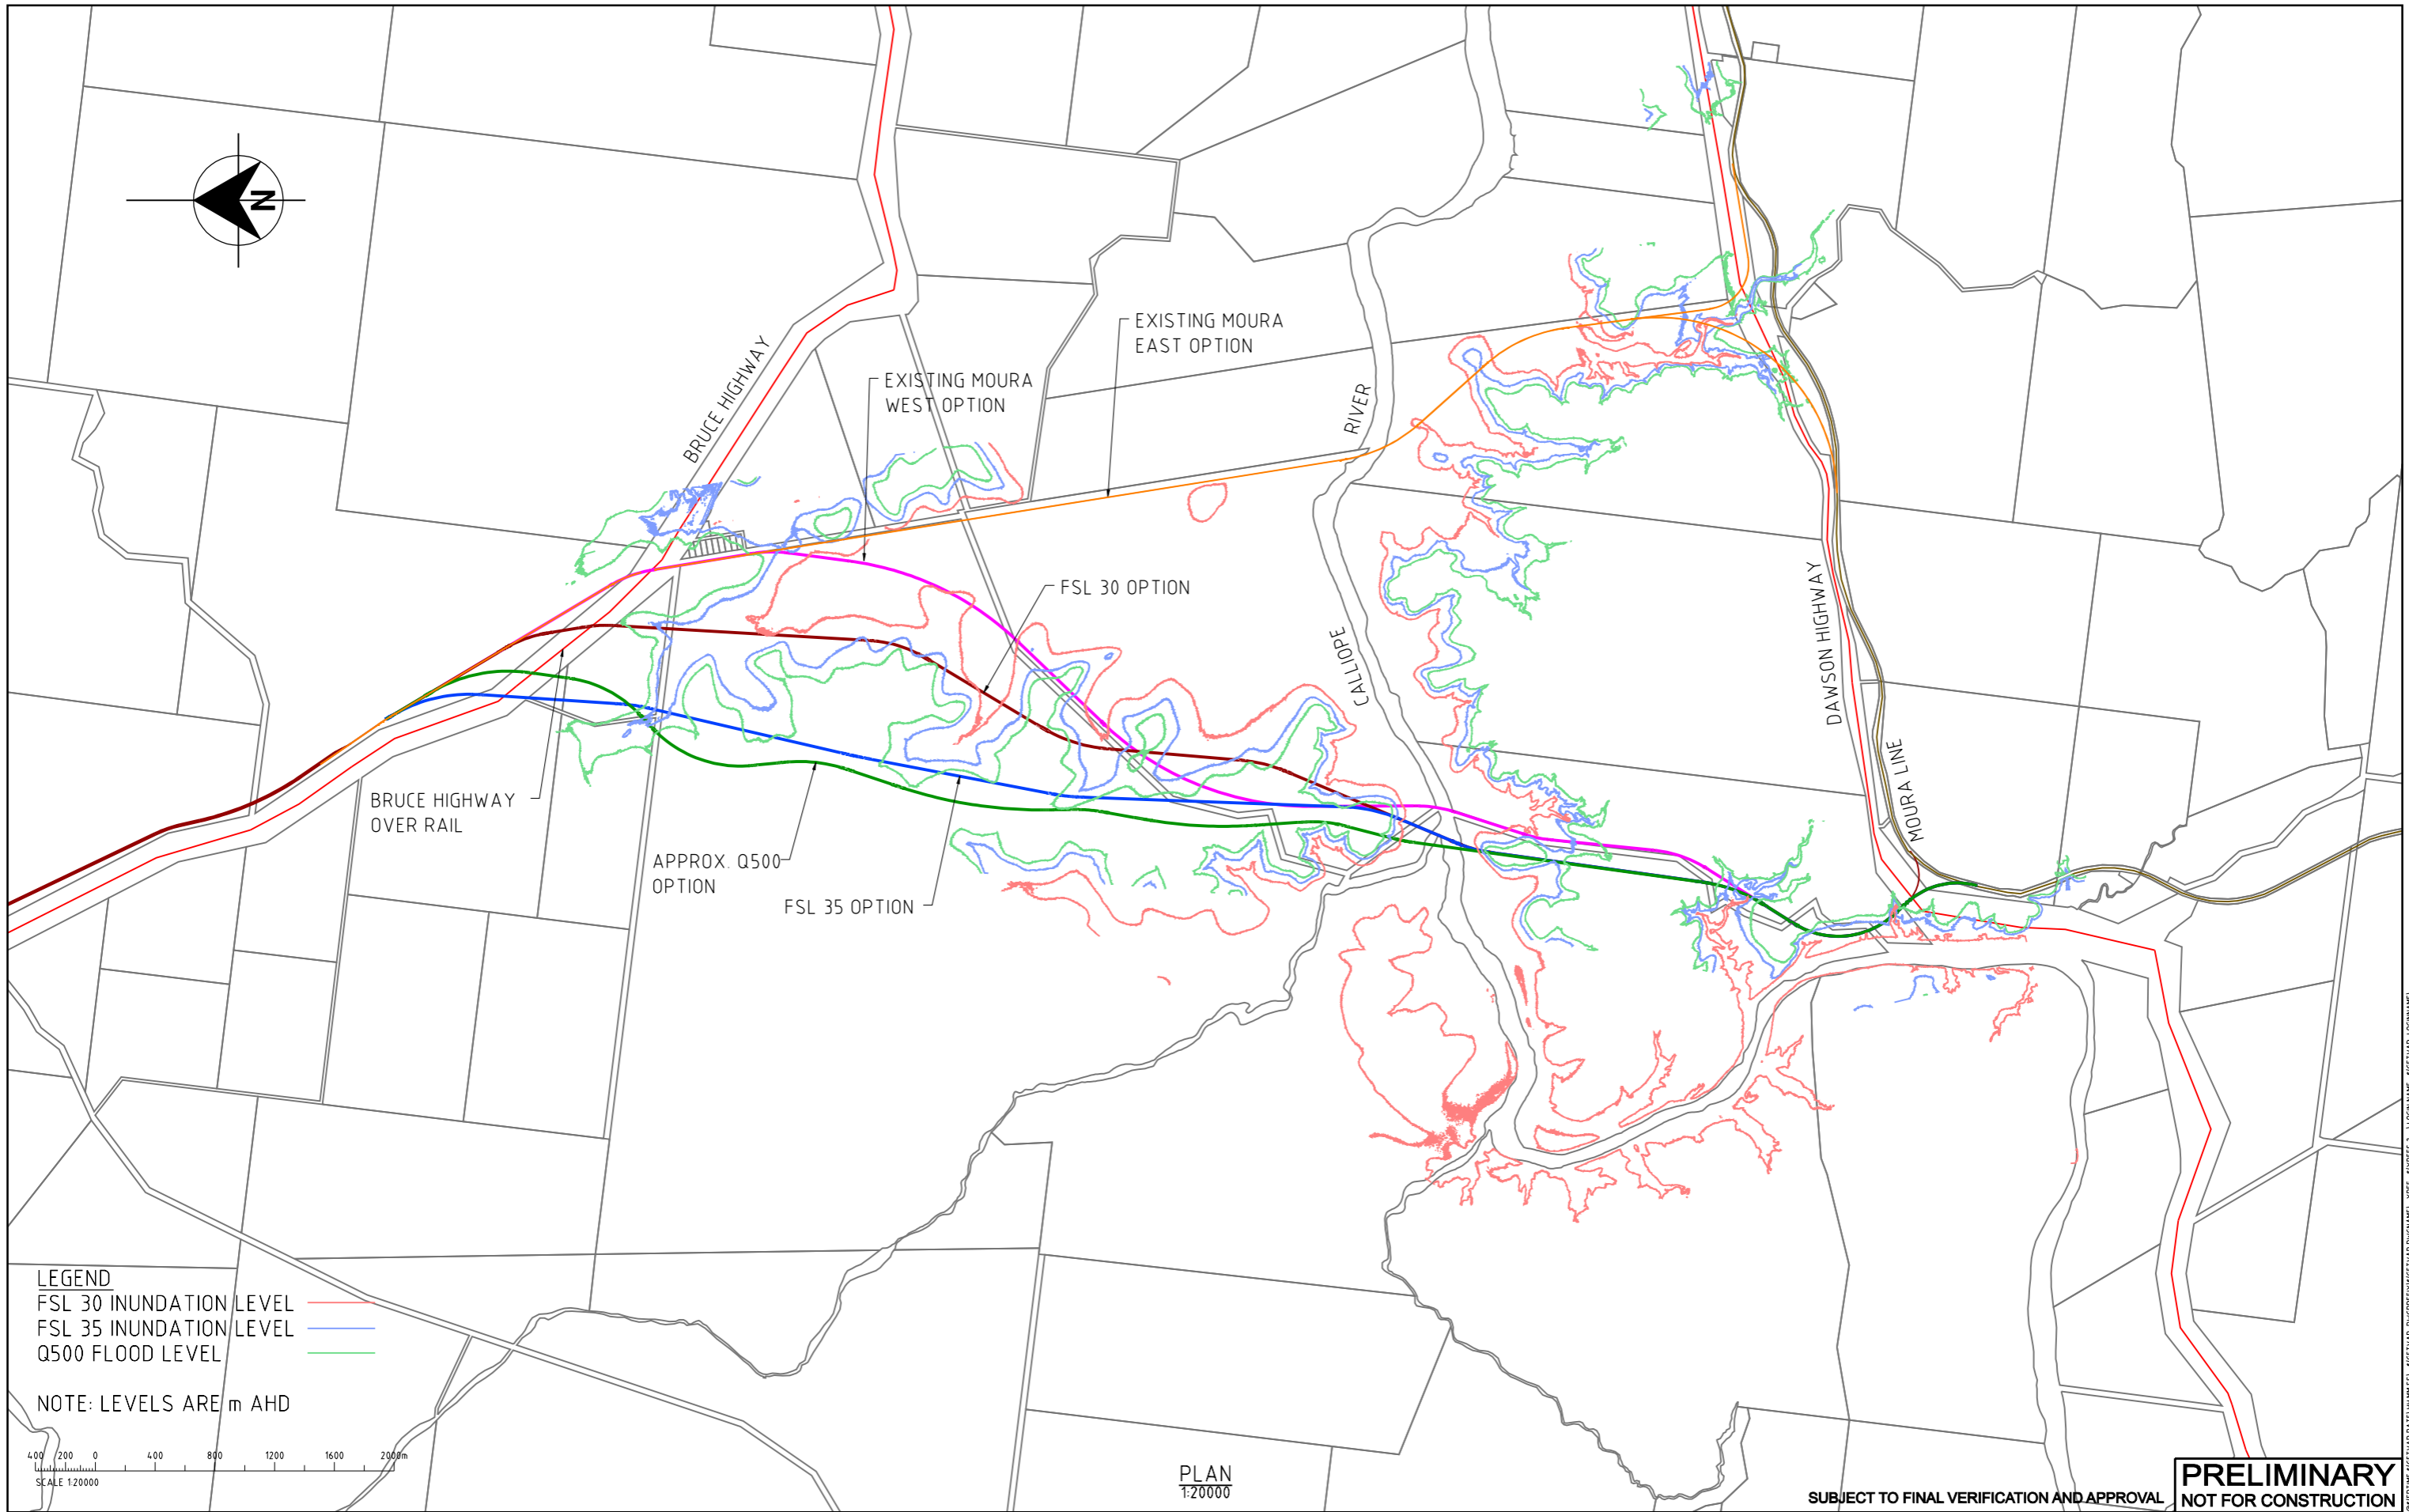 N
BRUCE HIGHWAY
EXISTING MOURA
EAST OPTION
EXISTING MOURA
WEST OPTION
RIVER
FSL 30 OPTION
CALIOPE
DAWSON HIGHWAY
MOURA LINE
BRUCE HIGHWAY
OVER RAIL
APPROX. Q500
OPTION
FSL 35 OPTION
LEGEND
FSL 30 INUNDATION LEVEL
FSL 35 INUNDATION LEVEL
Q500 FLOOD LEVEL
NOTE: LEVELS ARE m AHD
400 200 0 400 800 1200 1600 2000m
SCALE 1:20000
PLAN
1:20000
SUBJECT TO FINAL VERIFICATION AND APPROVAL
PRELIMINARY
NOT FOR CONSTRUCTION